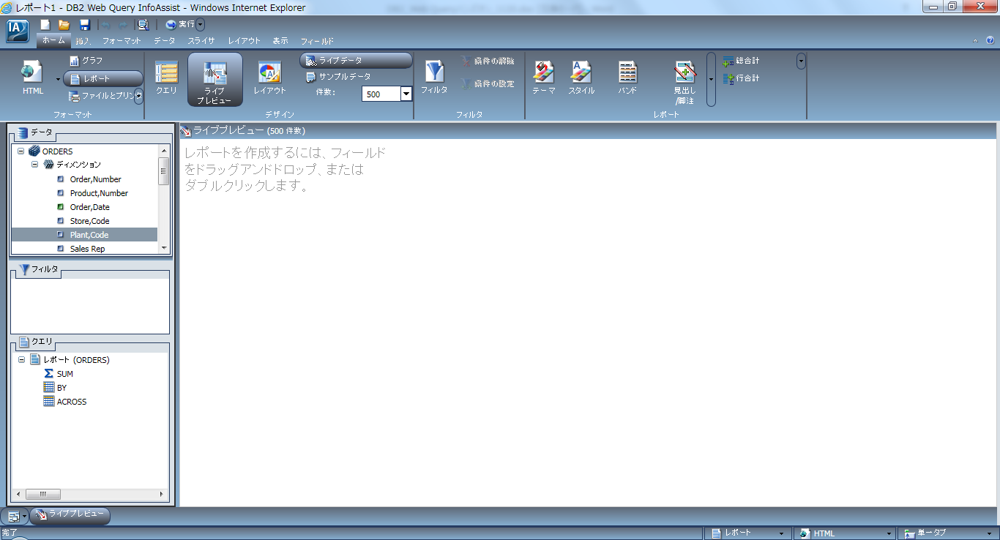 レポート1 - DB2 Web Query InfoAssist - Windows Internet Explorer
IA
実行
ホーム 挿入 フォーマット データ スライサ レイアウト 表示 フィールド
HTML
グラフ
レポート
ファイルとプリン
フォーマット
クエリ
ライブ
プレビュー
レイアウト
ライブデータ
サンプルデータ
件数: 500
デザイン
フィルタ
条件の解除
条件の設定
フィルタ
テーマ
スタイル
バンド
見出し
/脚注
総合計
行合計
レポート
データ
ORDERS
ディメンション
Order,Number
Product,Number
Order,Date
Store,Code
Plant,Code
Sales Rep
フィルタ
クエリ
レポート (ORDERS)
SUM
BY
ACROSS
ライブプレビュー (500 件数)
レポートを作成するには、フィールド
をドラッグアンドドロップ、または
ダブルクリックします。
ライブプレビュー
完了
レポート
HTML
単一タブ